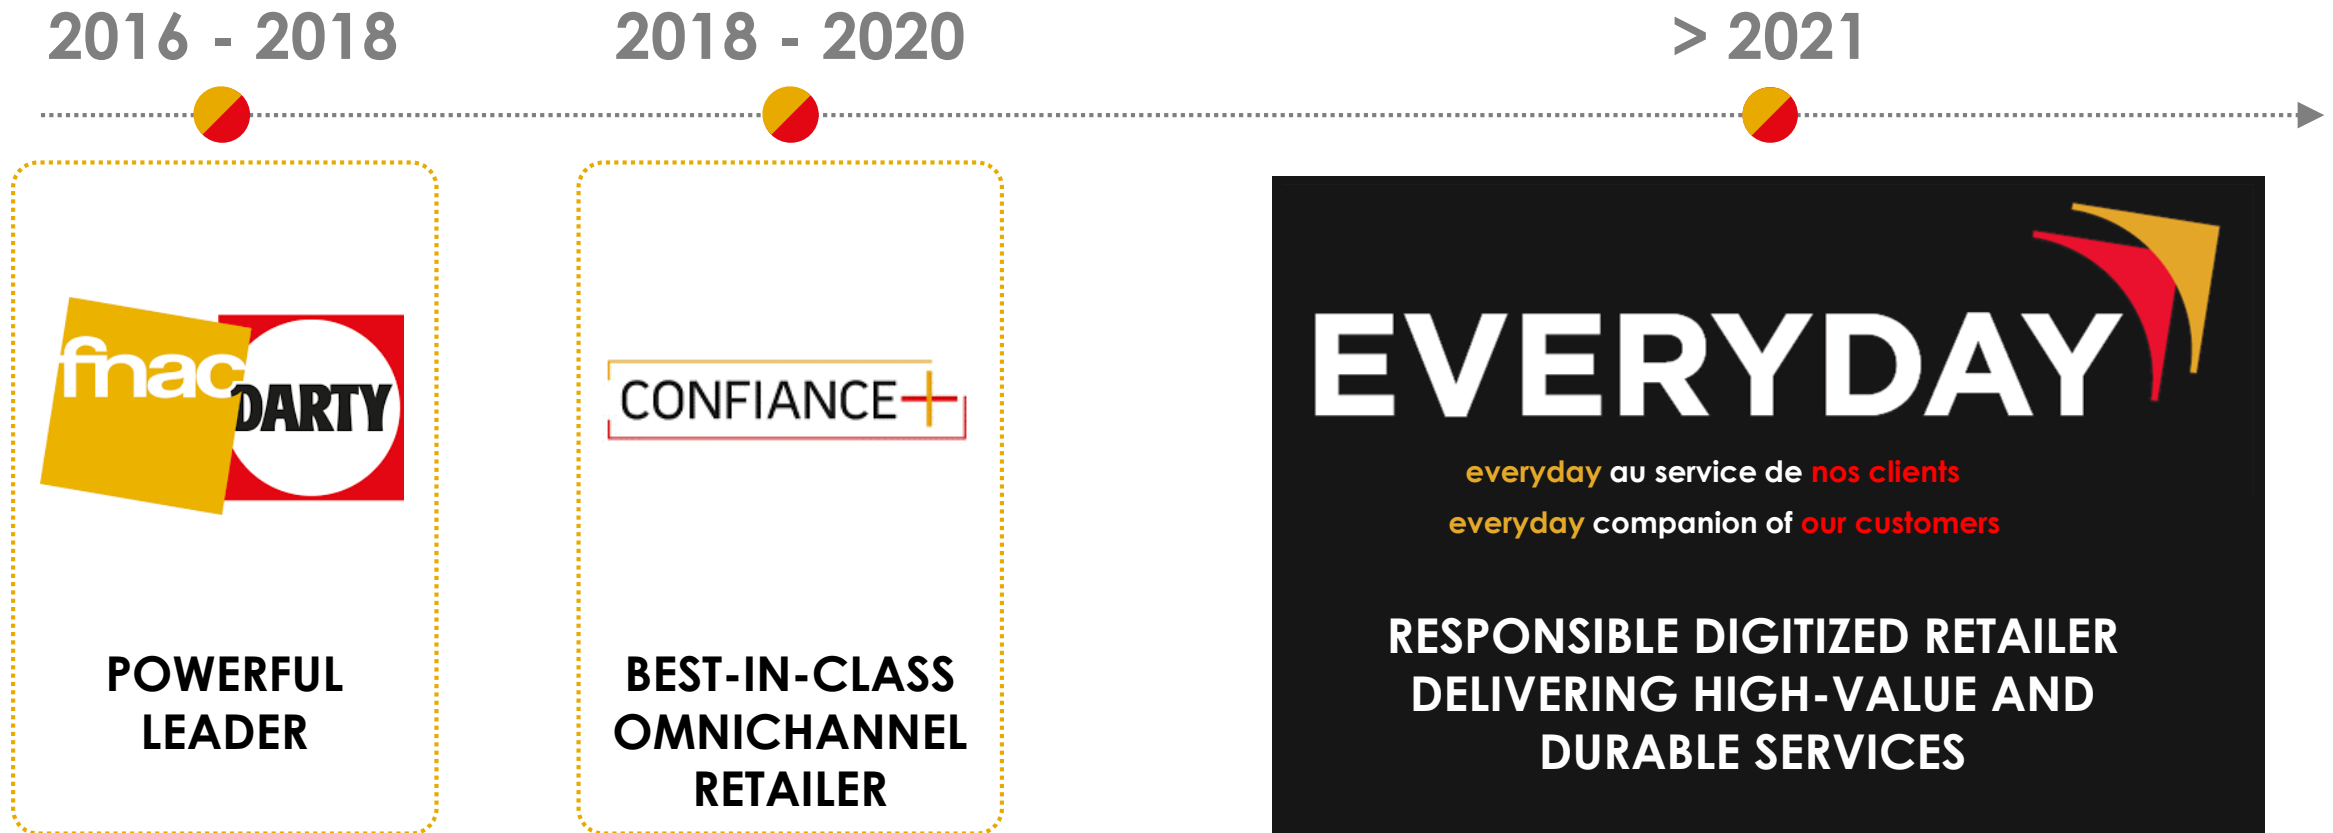 2016 - 2018
2018 - 2020
> 2021
fnac
DARTY
POWERFUL
LEADER
CONFIANCE+
BEST-IN-CLASS
OMNICHANNEL
RETAILER
EVERYDAY
everyday au service de nos clients
everyday companion of our customers
RESPONSIBLE DIGITIZED RETAILER
DELIVERING HIGH-VALUE AND
DURABLE SERVICES